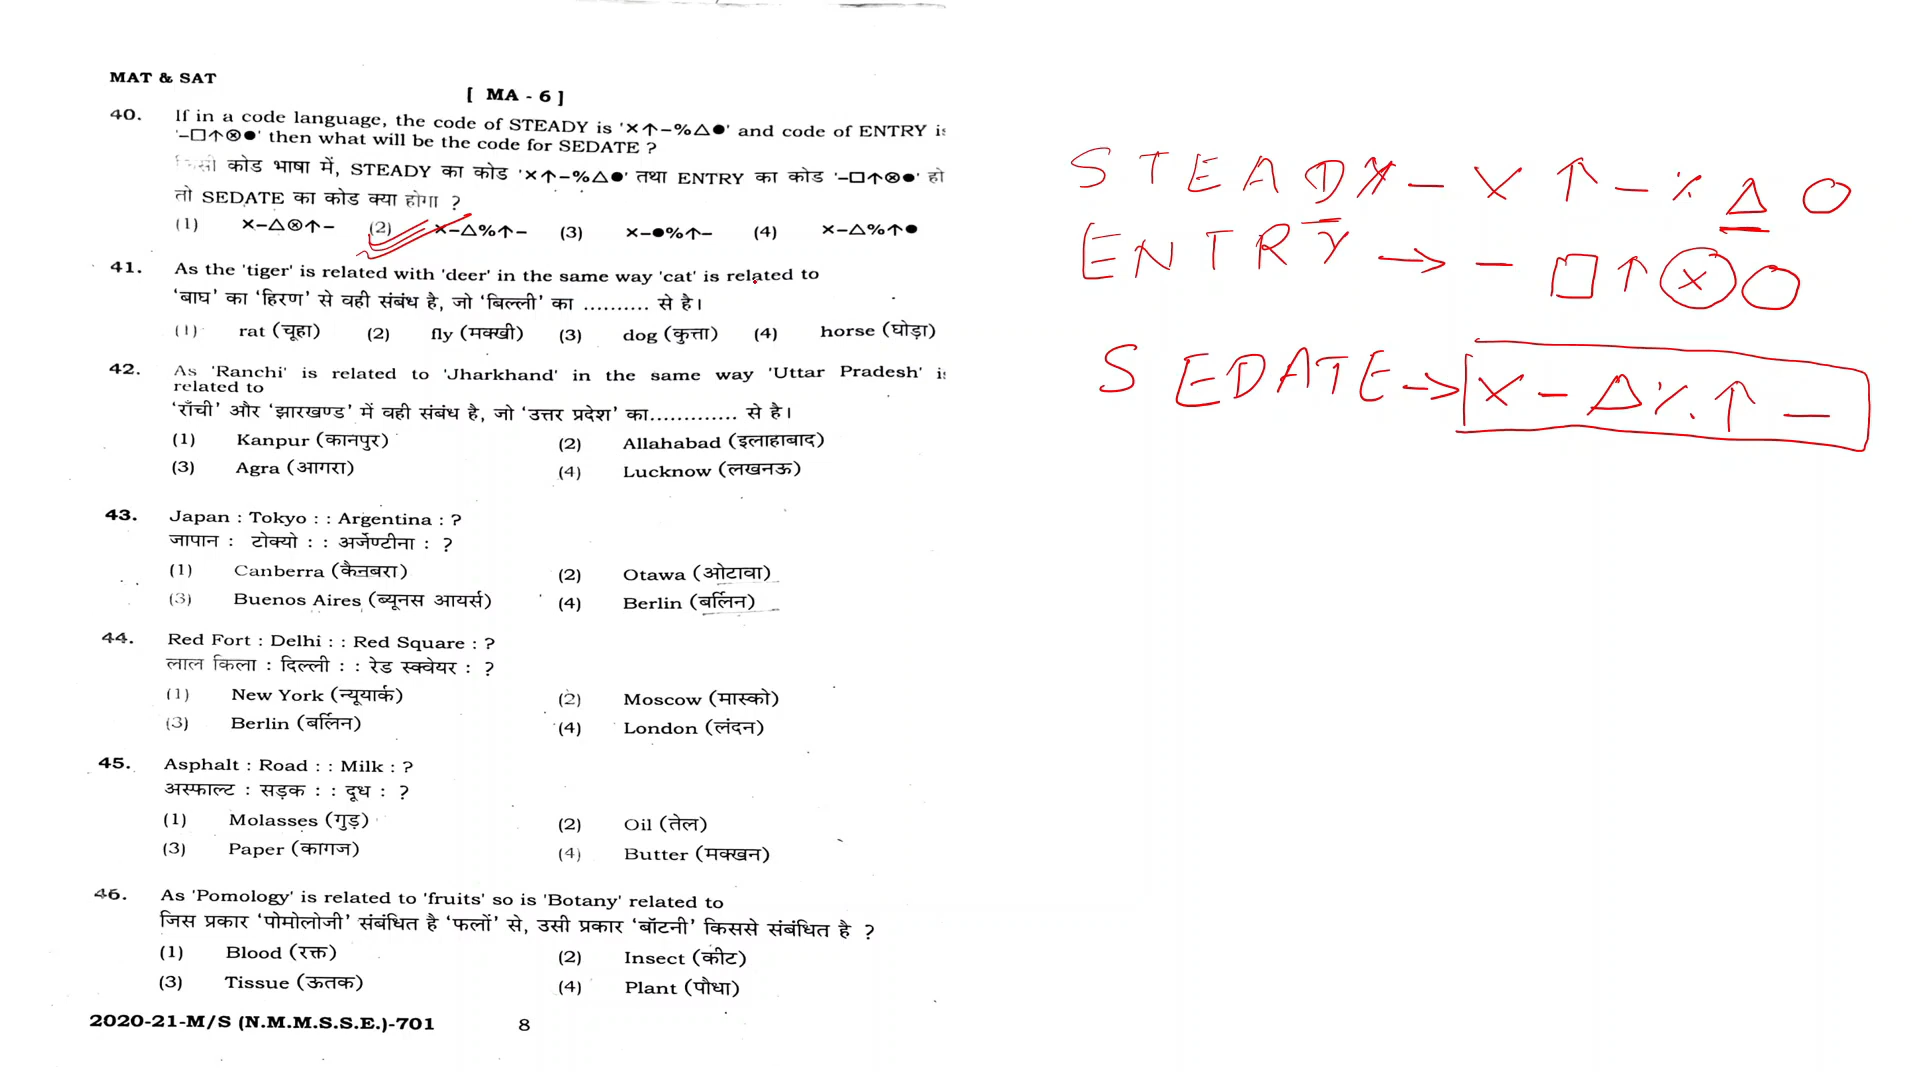 MAT & SAT
[ MA - 6 ]
40. If in a code language, the code of STEADY is '×↑−%△●' and code of ENTRY is
'−□↑⊗●' then what will be the code for SEDATE ?
किसी कोड भाषा में, STEADY का कोड '×↑−%△●' तथा ENTRY का कोड '−□↑⊗●' हो
तो SEDATE का कोड क्या होगा ?
(1) ×−△⊗↑− (2) ×−△%↑− (3) ×−●%↑− (4) ×−△%↑●
41. As the 'tiger' is related with 'deer' in the same way 'cat' is related to
'बाघ' का 'हिरण' से वही संबंध है, जो 'बिल्ली' का .......... से है।
(1) rat (चूहा) (2) fly (मक्खी) (3) dog (कुत्ता) (4) horse (घोड़ा)
42. As 'Ranchi' is related to 'Jharkhand' in the same way 'Uttar Pradesh' is
related to
'राँची' और 'झारखण्ड' में वही संबंध है, जो 'उत्तर प्रदेश' का............. से है।
(1) Kanpur (कानपुर) (2) Allahabad (इलाहाबाद)
(3) Agra (आगरा) (4) Lucknow (लखनऊ)
43. Japan : Tokyo : : Argentina : ?
जापान : टोक्यो : : अर्जेण्टीना : ?
(1) Canberra (कैनबरा) (2) Otawa (ओटावा)
(3) Buenos Aires (ब्यूनस आयर्स) (4) Berlin (बर्लिन)
44. Red Fort : Delhi : : Red Square : ?
लाल किला : दिल्ली : : रेड स्क्वेयर : ?
(1) New York (न्यूयार्क) (2) Moscow (मास्को)
(3) Berlin (बर्लिन) (4) London (लंदन)
45. Asphalt : Road : : Milk : ?
अस्फाल्ट : सड़क : : दूध : ?
(1) Molasses (गुड़) (2) Oil (तेल)
(3) Paper (कागज) (4) Butter (मक्खन)
46. As 'Pomology' is related to 'fruits' so is 'Botany' related to
जिस प्रकार 'पोमोलोजी' संबंधित है 'फलों' से, उसी प्रकार 'बॉटनी' किससे संबंधित है ?
(1) Blood (रक्त) (2) Insect (कीट)
(3) Tissue (ऊतक) (4) Plant (पौधा)
2020-21-M/S (N.M.M.S.S.E.)-701 8
STEADY − × ↑ − % △ ○
ENTRY → − □ ↑ ⊗ ○
SEDATE → × − △ % ↑ −